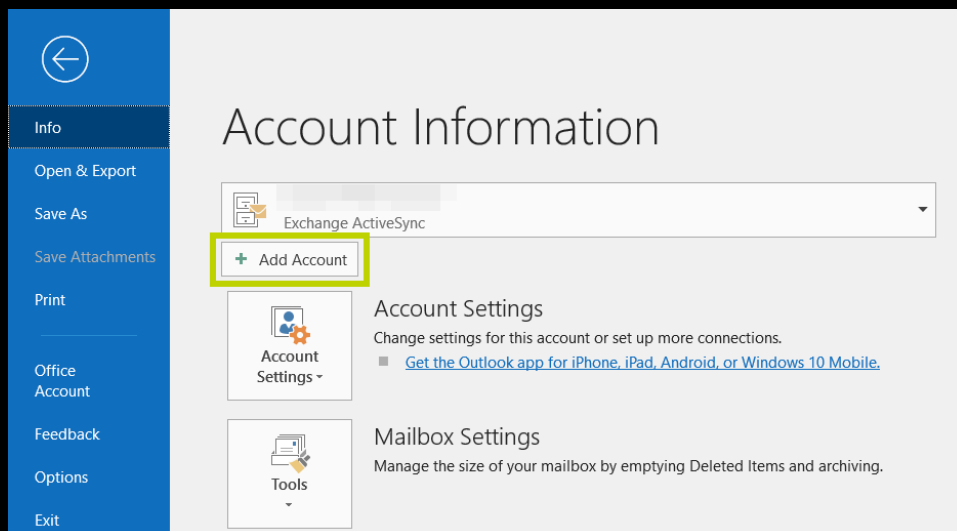 Info
Open & Export
Save As
Save Attachments
Print
Office
Account
Feedback
Options
Exit
Account Information
Exchange ActiveSync
+ Add Account
Account
Settings
Account Settings
Change settings for this account or set up more connections.
Get the Outlook app for iPhone, iPad, Android, or Windows 10 Mobile.
Tools
Mailbox Settings
Manage the size of your mailbox by emptying Deleted Items and archiving.